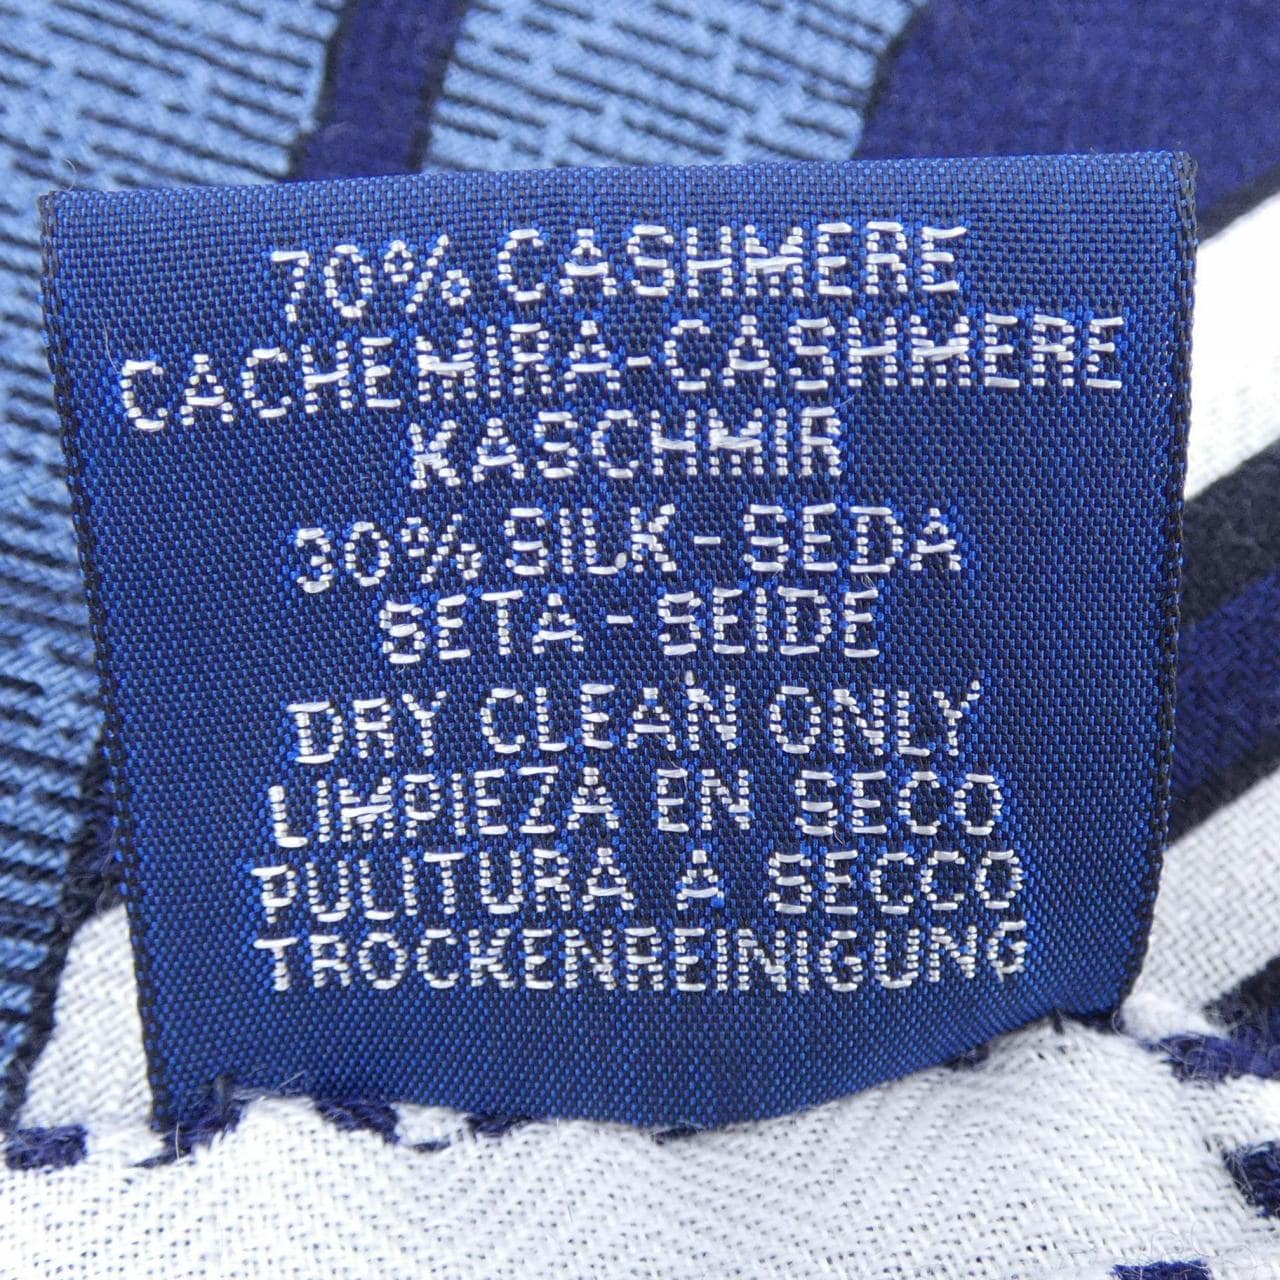 70% CASHMERE
CACHEMIRA-CASHMERE
KASCHMIR
30% SILK - SEDA
SETA - SEIDE
DRY CLEAN ONLY
LIMPIEZA EN SECO
PULITURA A SECCO
TROCKENREINIGUNG